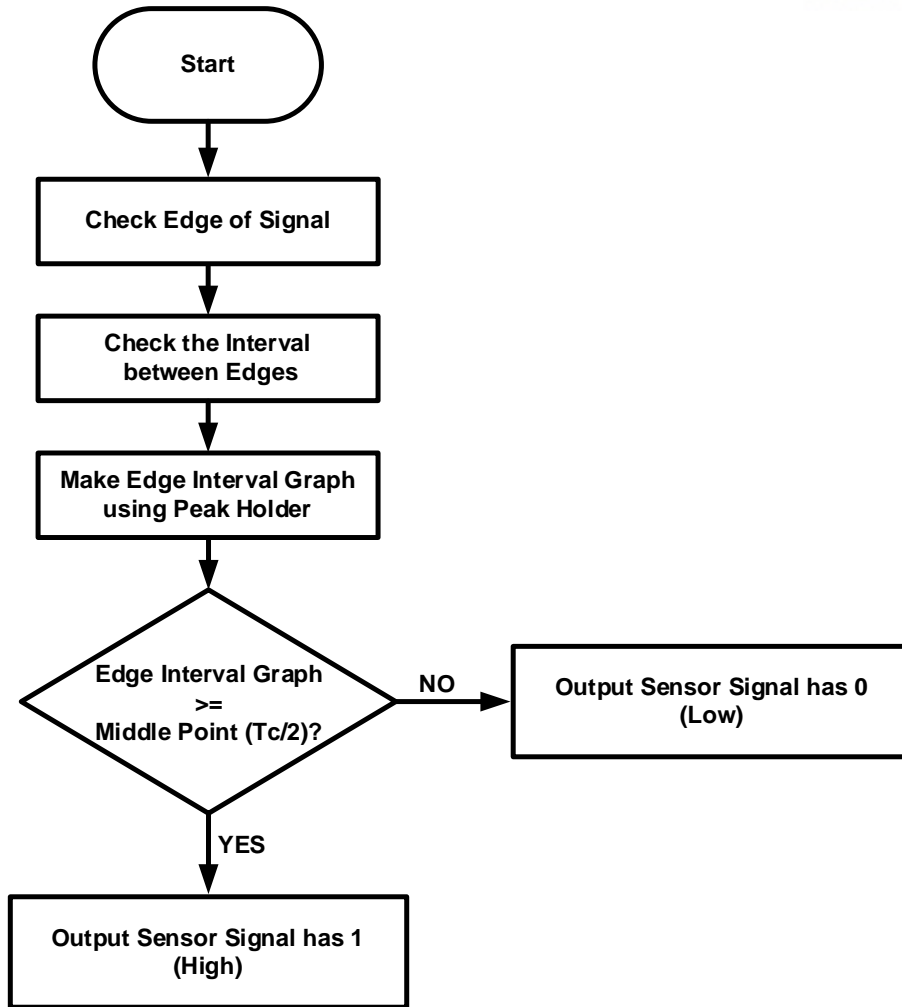 Start
Check Edge of Signal
Check the Interval
between Edges
Make Edge Interval Graph
using Peak Holder
Edge Interval Graph
>=
Middle Point (Tc/2)?
NO
Output Sensor Signal has 0
(Low)
YES
Output Sensor Signal has 1
(High)